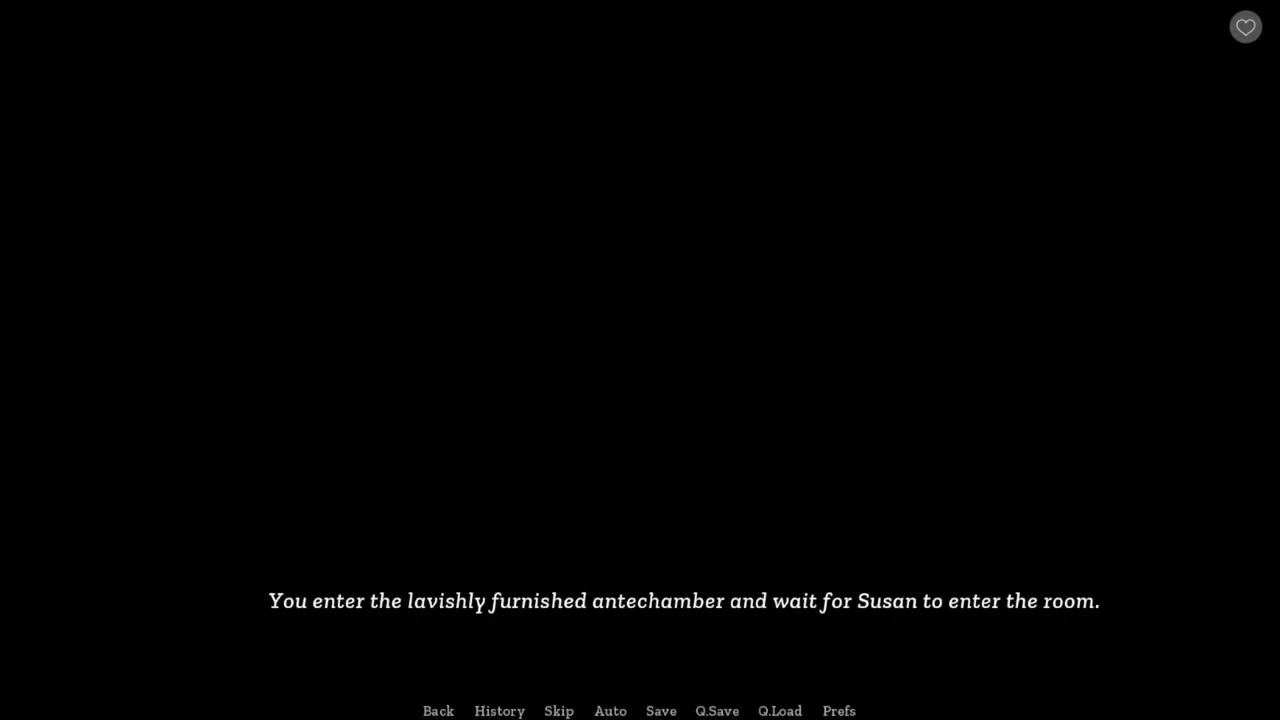 You enter the lavishly furnished antechamber and wait for Susan to enter the room.
Back History Skip Auto Save Q.Save Q.Load Prefs